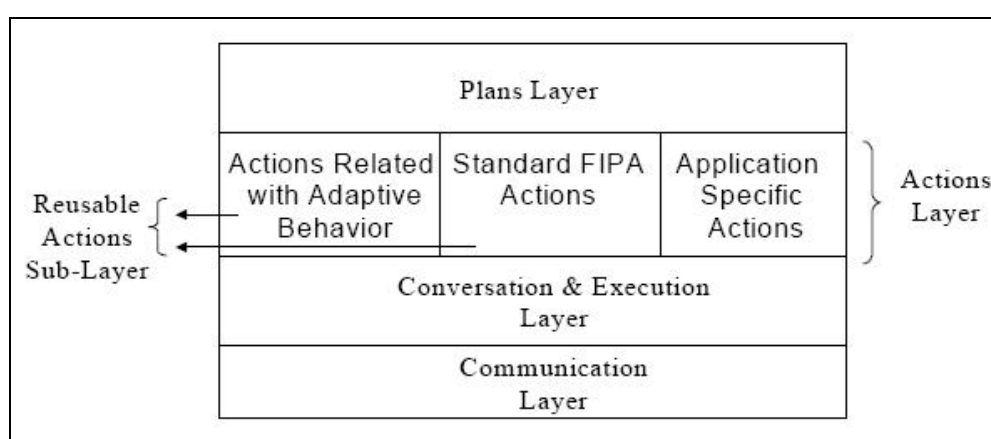 Plans Layer
Actions Related
with Adaptive
Behavior
Standard FIPA
Actions
Application
Specific
Actions
Actions
Layer
Reusable
Actions
Sub-Layer
Conversation & Execution
Layer
Communication
Layer